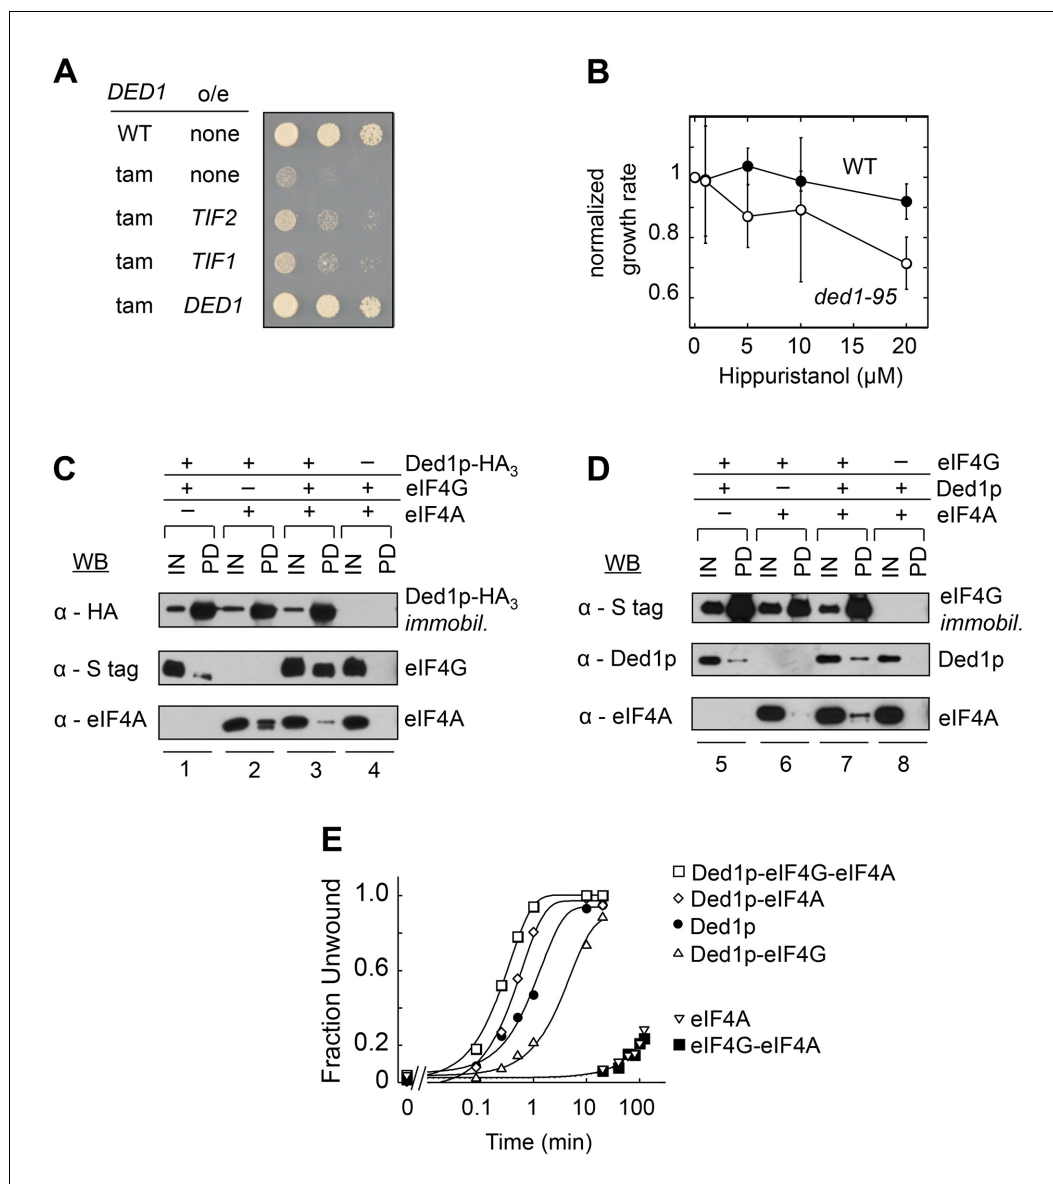 A
DED1 o/e
WT none
tam none
tam TIF2
tam TIF1
tam DED1
B
normalized
growth rate
1
0.8
0.6
WT
ded1-95
0 5 10 15 20
Hippuristanol (µM)
C
+ + + – Ded1p-HA3
+ – + + eIF4G
– + + + eIF4A
WB
IN PD IN PD IN PD IN PD
α - HA
Ded1p-HA3
immobil.
α - S tag eIF4G
α - eIF4A eIF4A
1 2 3 4
D
+ + + – eIF4G
+ – + + Ded1p
– + + + eIF4A
WB
IN PD IN PD IN PD IN PD
α - S tag
eIF4G
immobil.
α - Ded1p Ded1p
α - eIF4A eIF4A
5 6 7 8
E
Fraction Unwound
1.0
0.6
0.2
0
0 0.1 1 10 100
Time (min)
Ded1p-eIF4G-eIF4A
Ded1p-eIF4A
Ded1p
Ded1p-eIF4G
eIF4A
eIF4G-eIF4A